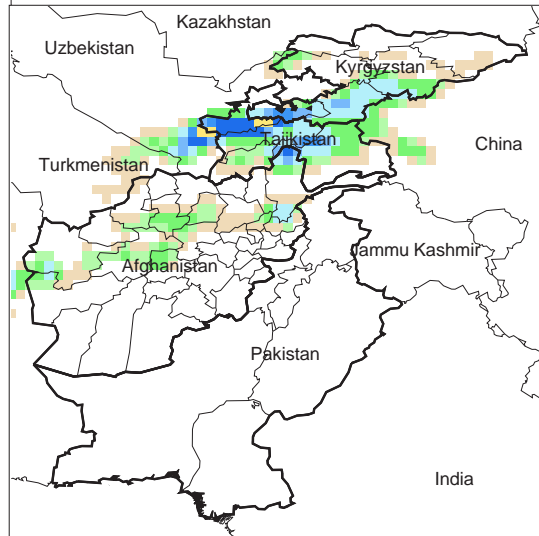 Kazakhstan
Uzbekistan
Kyrgyzstan
Tajikistan
China
Turkmenistan
Jammu Kashmir
Afghanistan
Pakistan
India